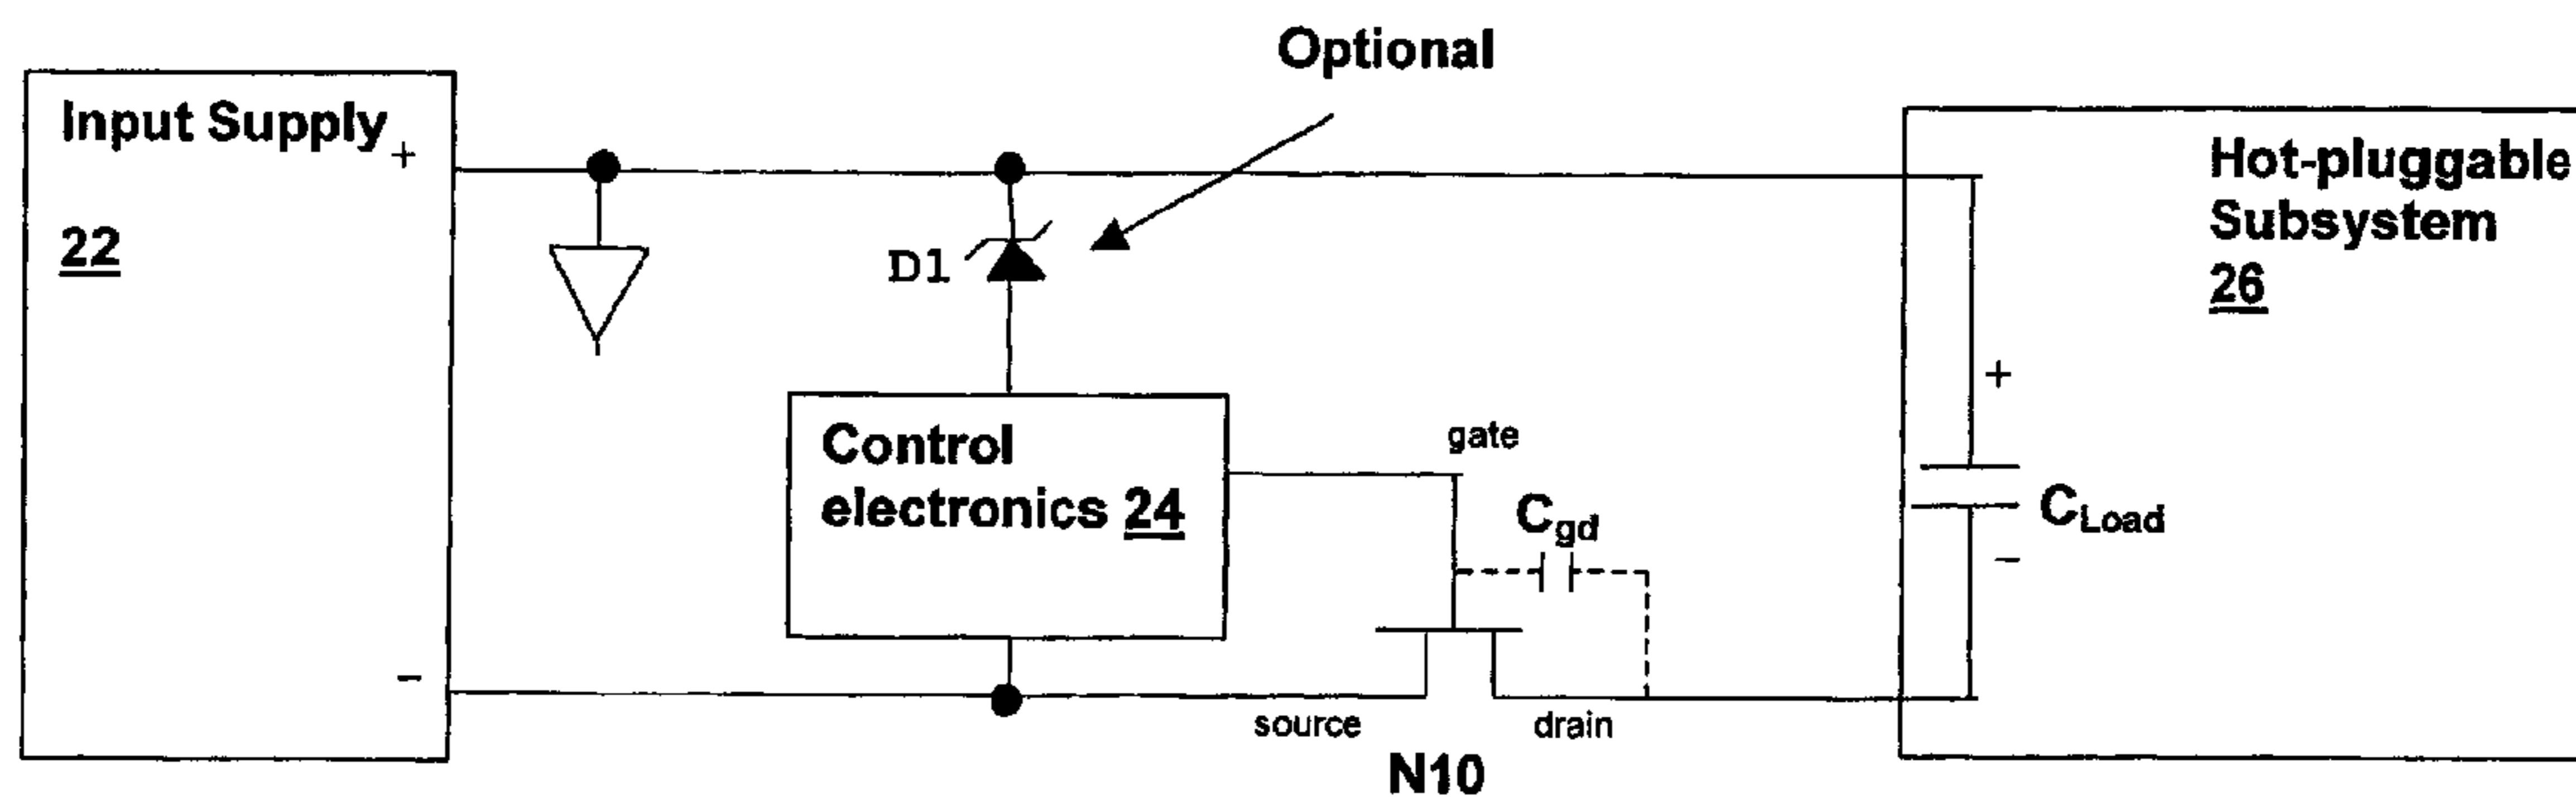 Optional
Input Supply
+
22
D1
Hot-pluggable
Subsystem
26
+
Control
electronics 24
gate
Cgd
CLoad
−
−
source
drain
N10